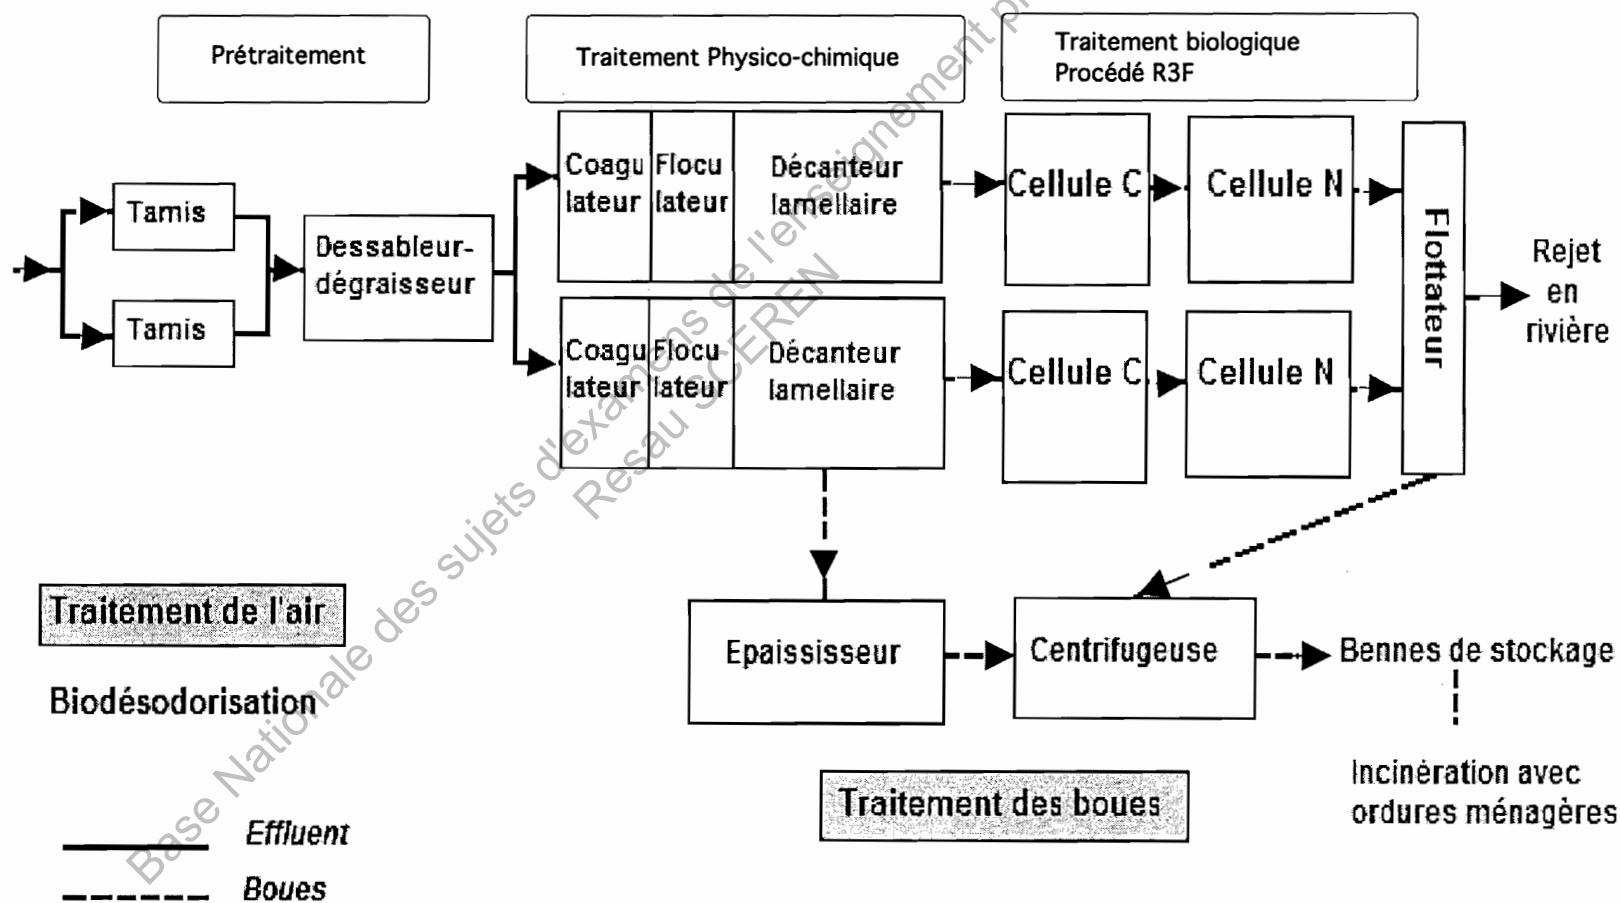 Prétraitement
Traitement Physico-chimique
Traitement biologique
Procédé R3F
Tamis
Tamis
Dessableur-
dégraisseur
Coagu
lateur
Flocu
lateur
Décanteur
lamellaire
Cellule C
Cellule N
Coagu
lateur
Flocu
lateur
Décanteur
lamellaire
Cellule C
Cellule N
Flottateur
Rejet
en
rivière
Traitement de l'air
Biodésodorisation
Epaississeur
Centrifugeuse
Bennes de stockage
Incinération avec
ordures ménagères
Traitement des boues
Effluent
Boues
Base Nationale des sujets d'examens de l'enseignement
Resau SCEREN